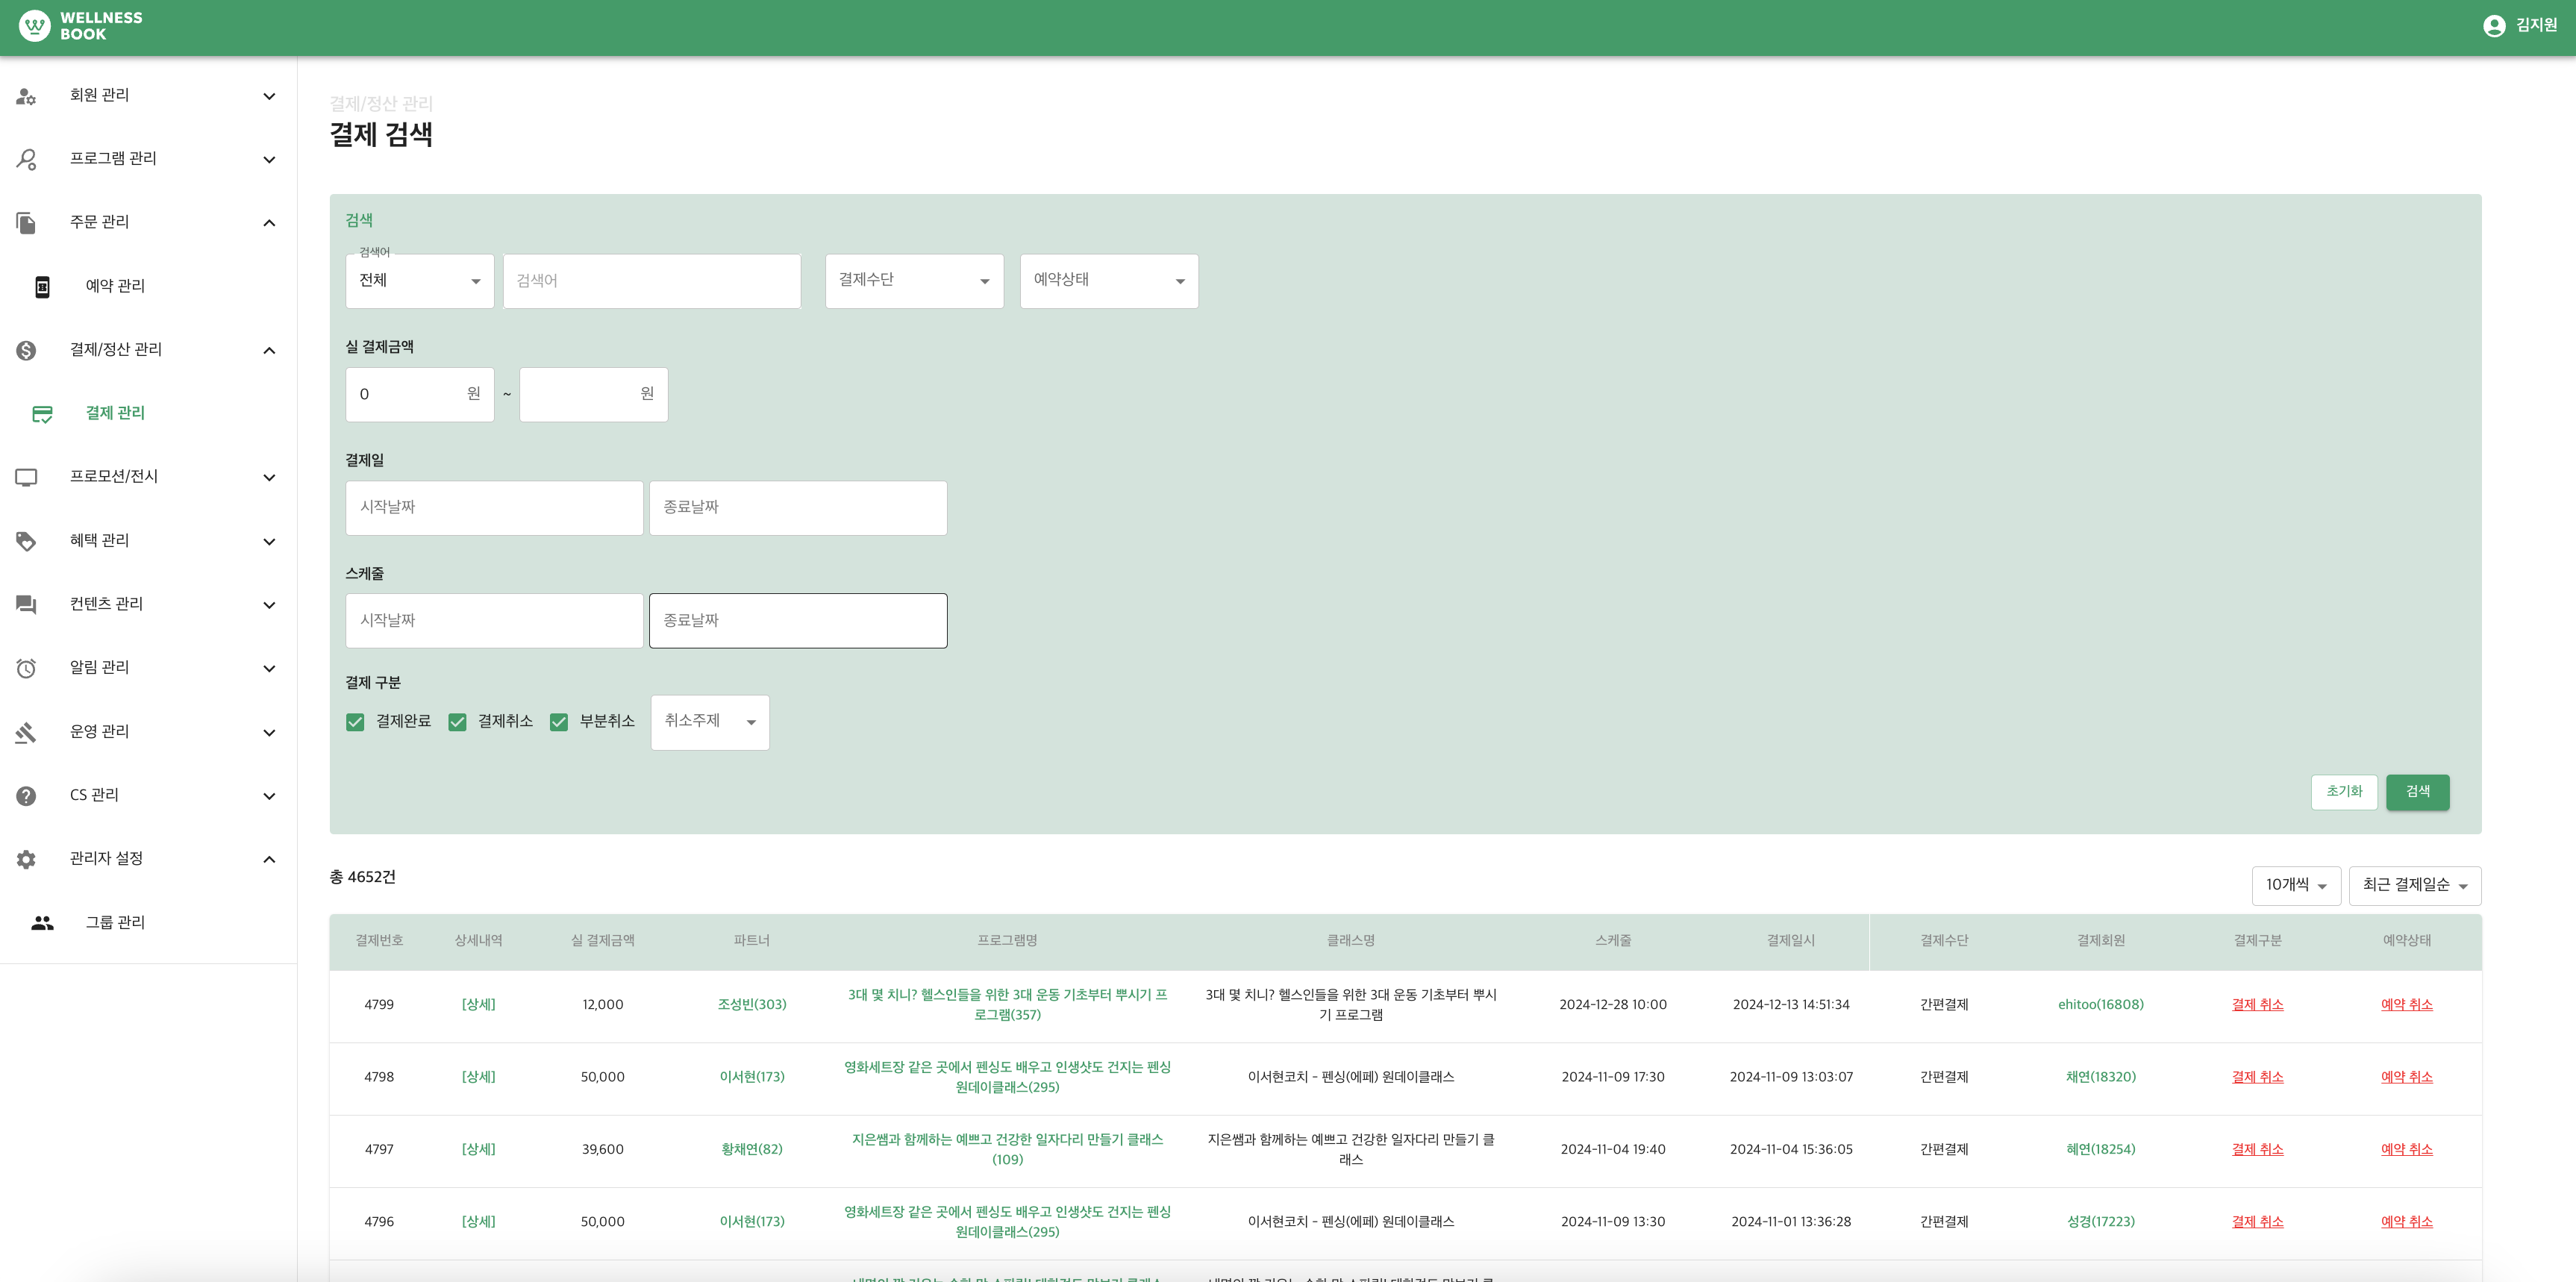 WELLNESS
BOOK
김지원
회원 관리
프로그램 관리
주문 관리
예약 관리
결제/정산 관리
결제 관리
프로모션/전시
혜택 관리
컨텐츠 관리
알림 관리
운영 관리
CS 관리
관리자 설정
그룹 관리
결제/정산 관리
결제 검색
검색
검색어
전체
검색어
결제수단
예약상태
실 결제금액
0 원 ~ 원
결제일
시작날짜 종료날짜
스케줄
시작날짜 종료날짜
결제 구분
결제완료 결제취소 부분취소 취소주제
초기화 검색
총 4652건
10개씩 최근 결제일순
결제번호 상세내역 실 결제금액 파트너 프로그램명 클래스명 스케줄 결제일시 결제수단 결제회원 결제구분 예약상태
4799 [상세] 12,000 조성빈(303) 3대 몇 치니? 헬스인들을 위한 3대 운동 기초부터 뿌시기 프 3대 몇 치니? 헬스인들을 위한 3대 운동 기초부터 뿌시 2024-12-28 10:00 2024-12-13 14:51:34 간편결제 ehitoo(16808) 결제 취소 예약 취소
로그램(357) 기 프로그램
4798 [상세] 50,000 이서현(173) 영화세트장 같은 곳에서 펜싱도 배우고 인생샷도 건지는 펜싱 이서현코치 - 펜싱(에페) 원데이클래스 2024-11-09 17:30 2024-11-09 13:03:07 간편결제 채연(18320) 결제 취소 예약 취소
원데이클래스(295)
4797 [상세] 39,600 황채연(82) 지은쌤과 함께하는 예쁘고 건강한 일자다리 만들기 클래스 지은쌤과 함께하는 예쁘고 건강한 일자다리 만들기 클 2024-11-04 19:40 2024-11-04 15:36:05 간편결제 혜연(18254) 결제 취소 예약 취소
(109) 래스
4796 [상세] 50,000 이서현(173) 영화세트장 같은 곳에서 펜싱도 배우고 인생샷도 건지는 펜싱 이서현코치 - 펜싱(에페) 원데이클래스 2024-11-09 13:30 2024-11-01 13:36:28 간편결제 성경(17223) 결제 취소 예약 취소
원데이클래스(295)